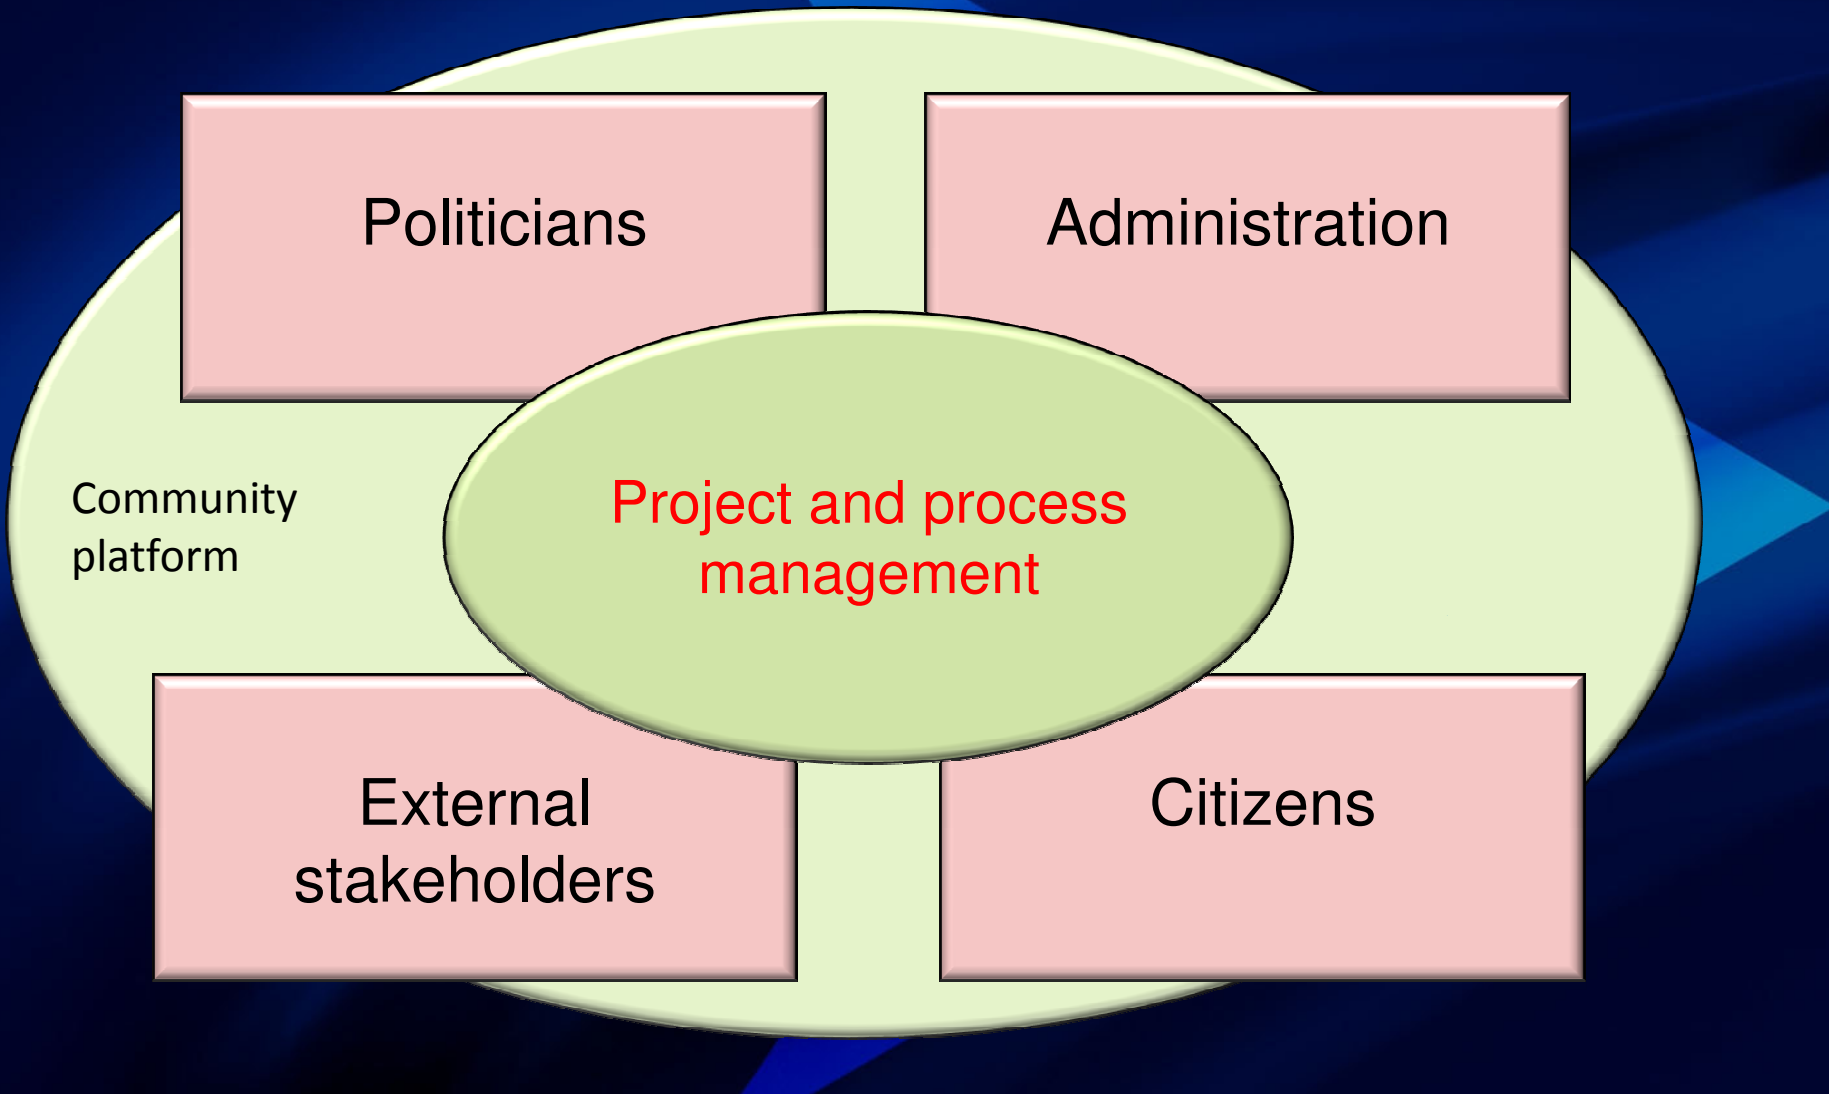 Politicians
Administration
Community
platform
Project and process
management
External
stakeholders
Citizens